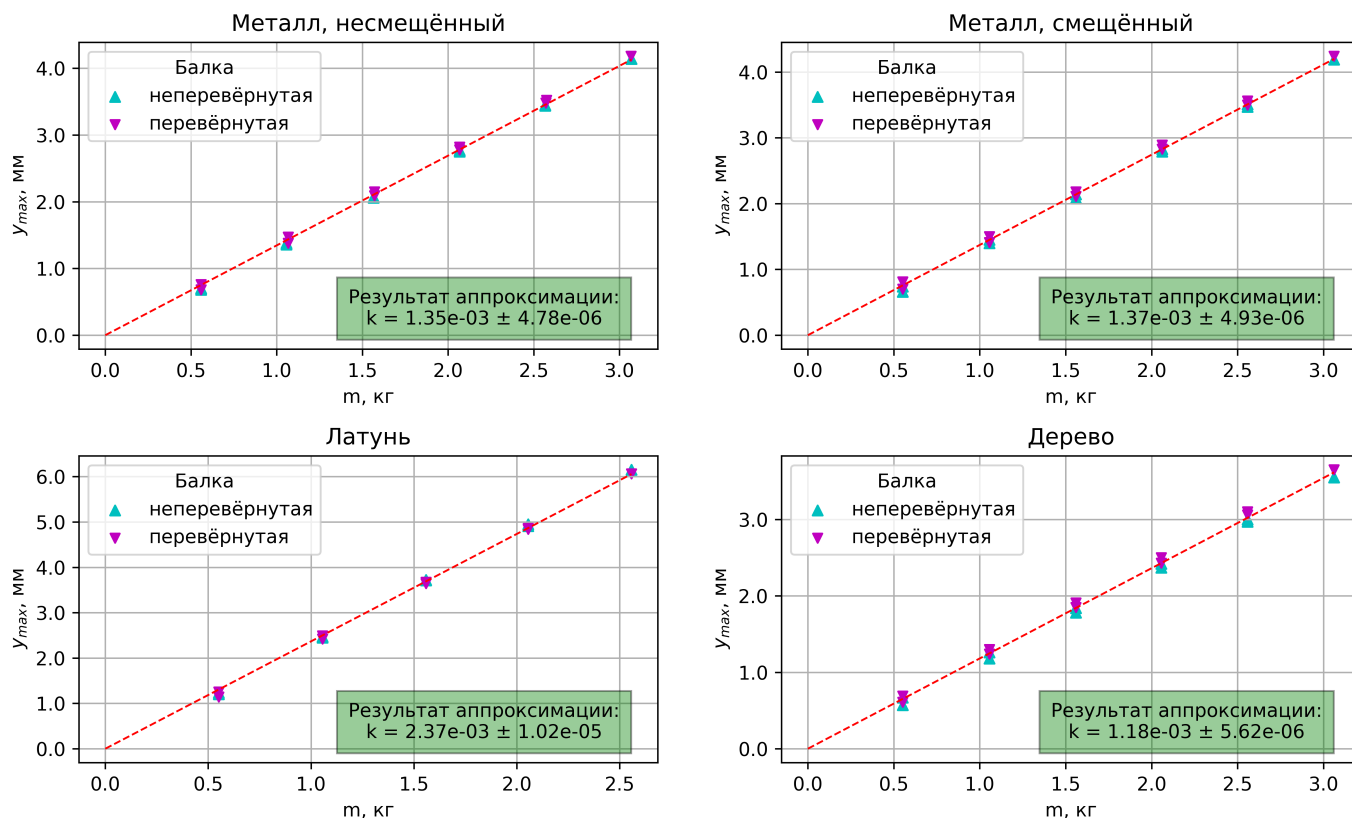 Металл, несмещённый
4.0
3.0
2.0
1.0
0.0
y_max, мм
Балка
неперевёрнутая
перевёрнутая
Результат аппроксимации:
k = 1.35e-03 ± 4.78e-06
0.0 0.5 1.0 1.5 2.0 2.5 3.0
m, кг
Металл, смещённый
4.0
3.0
2.0
1.0
0.0
y_max, мм
Балка
неперевёрнутая
перевёрнутая
Результат аппроксимации:
k = 1.37e-03 ± 4.93e-06
0.0 0.5 1.0 1.5 2.0 2.5 3.0
m, кг
Латунь
6.0
5.0
4.0
3.0
2.0
1.0
0.0
y_max, мм
Балка
неперевёрнутая
перевёрнутая
Результат аппроксимации:
k = 2.37e-03 ± 1.02e-05
0.0 0.5 1.0 1.5 2.0 2.5
m, кг
Дерево
3.0
2.0
1.0
0.0
y_max, мм
Балка
неперевёрнутая
перевёрнутая
Результат аппроксимации:
k = 1.18e-03 ± 5.62e-06
0.0 0.5 1.0 1.5 2.0 2.5 3.0
m, кг